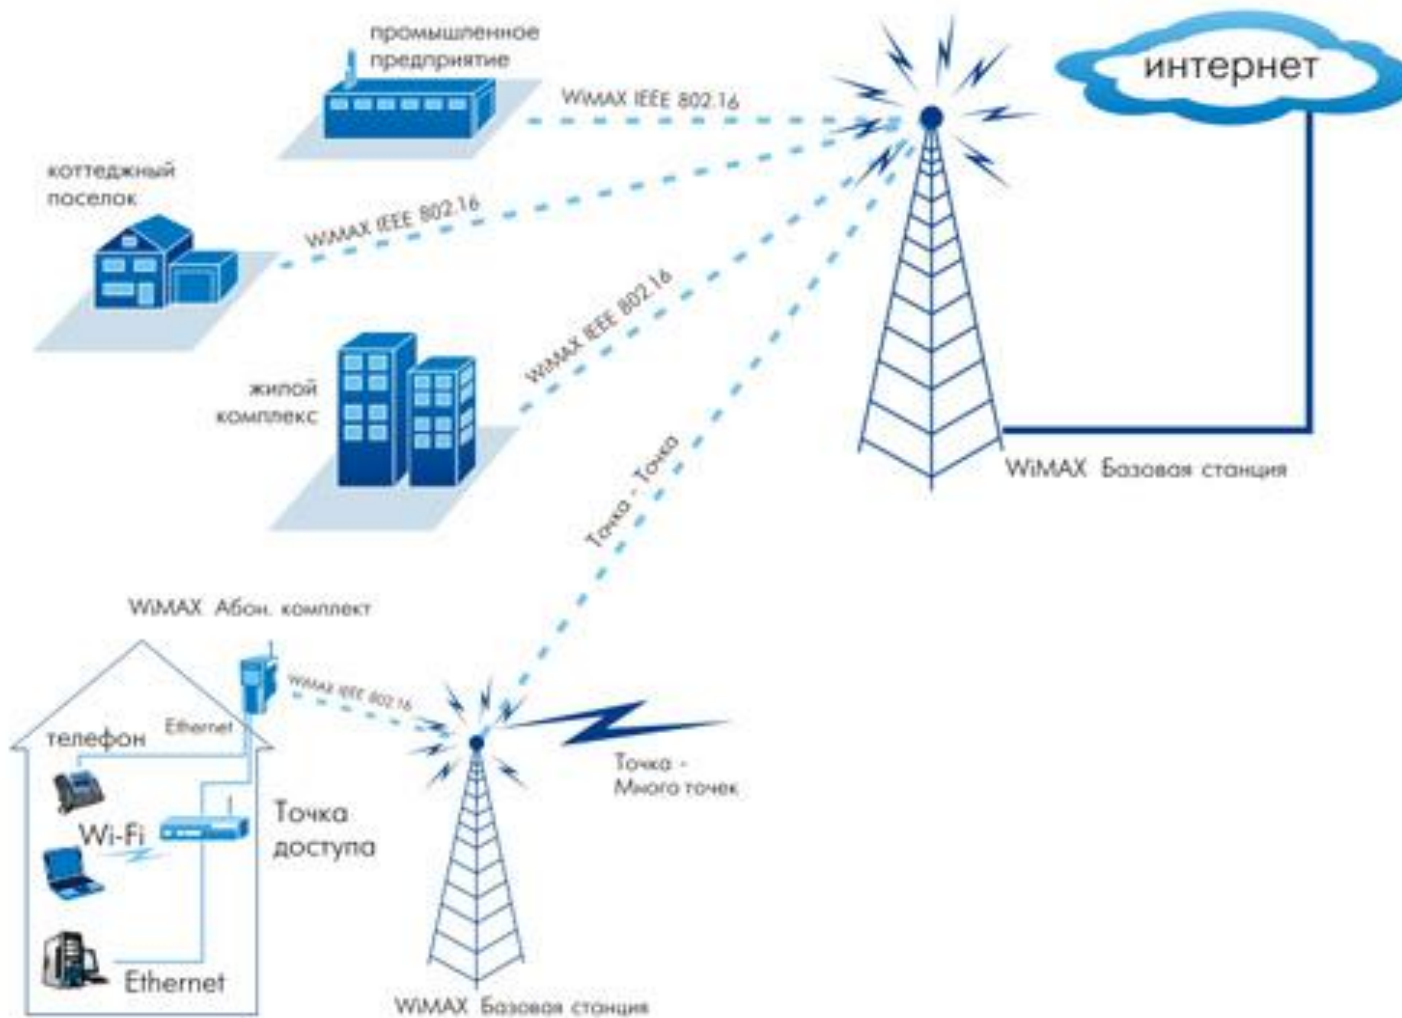 промышленное
предприятие
WiMAX IEEE 802.16
интернет
коттеджный
поселок
WiMAX IEEE 802.16
WiMAX IEEE 802.16
жилой
комплекс
Точка - Точка
WiMAX Базовая станция
WiMAX Абон. комплект
WiMAX IEEE 802.16
Ethernet
телефон
Точка -
Много точек
Wi-Fi
Точка
доступа
Ethernet
WiMAX Базовая станция